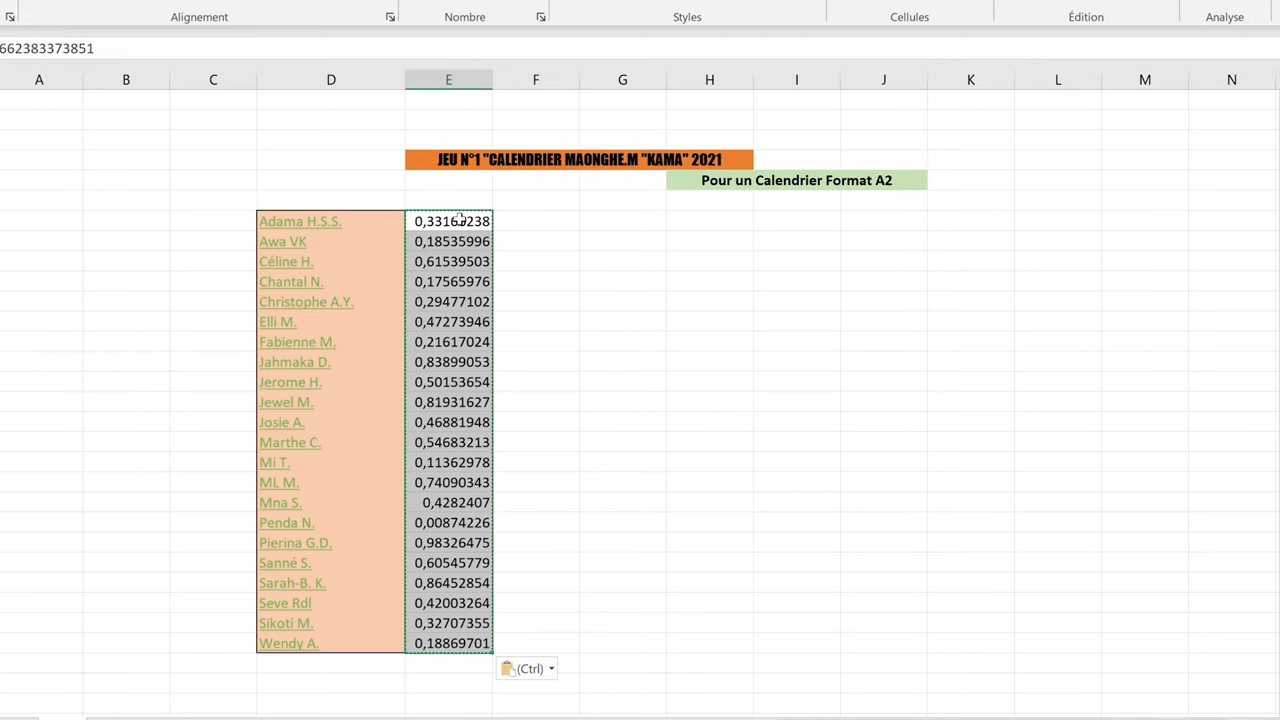 Alignement Nombre Styles Cellules Édition Analyse
662383373851
A B C D E F G H I J K L M N
JEU N°1 "CALENDRIER MAONGHE.M "KAMA" 2021
Pour un Calendrier Format A2
Adama H.S.S.
Awa VK 0,18535996
Céline H. 0,61539503
Chantal N. 0,17565976
Christophe A.Y. 0,29477102
Elli M. 0,47273946
Fabienne M. 0,21617024
Jahmaka D. 0,83899053
Jerome H. 0,50153654
Jewel M. 0,81931627
Josie A. 0,46881948
Marthe C. 0,54683213
Mi T. 0,11362978
ML M. 0,74090343
Mna S. 0,4282407
Penda N. 0,00874226
Pierina G.D. 0,98326475
Sanné S. 0,60545779
Sarah-B. K. 0,86452854
Seve Rdl 0,42003264
Sikoti M. 0,32707355
Wendy A. 0,18869701
(Ctrl)